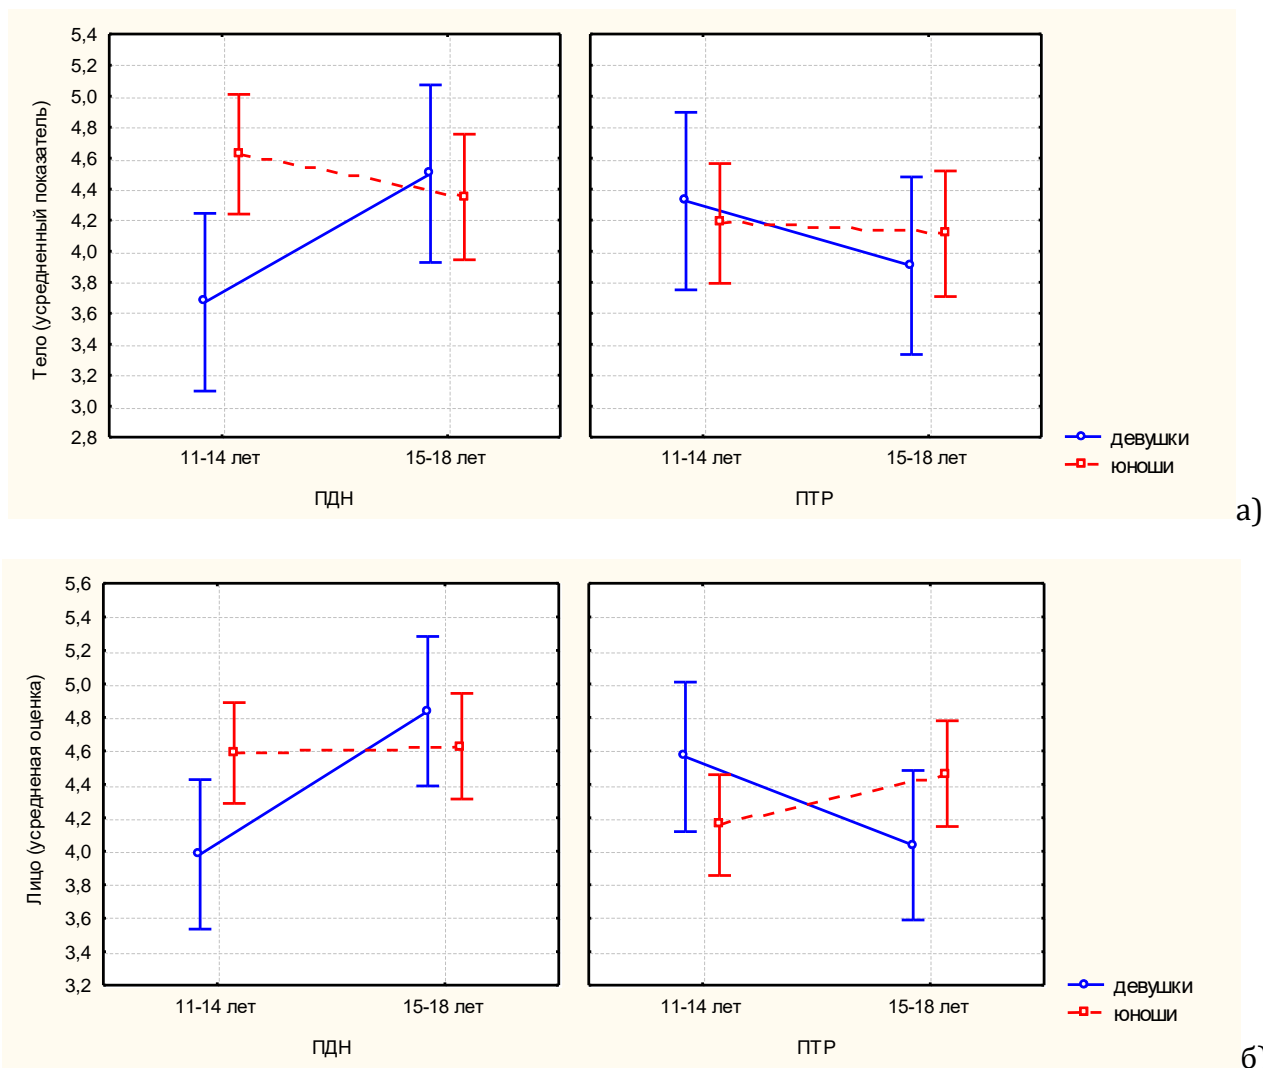 5,4
5,2
5,0
4,8
4,6
4,4
4,2
4,0
3,8
3,6
3,4
3,2
3,0
2,8
Тело (усредненный показатель)
11-14 лет 15-18 лет 11-14 лет 15-18 лет
ПДН ПТР
девушки
юноши
а)
5,6
5,4
5,2
5,0
4,8
4,6
4,4
4,2
4,0
3,8
3,6
3,4
3,2
Лицо (усредненая оценка)
11-14 лет 15-18 лет 11-14 лет 15-18 лет
ПДН ПТР
девушки
юноши
б)